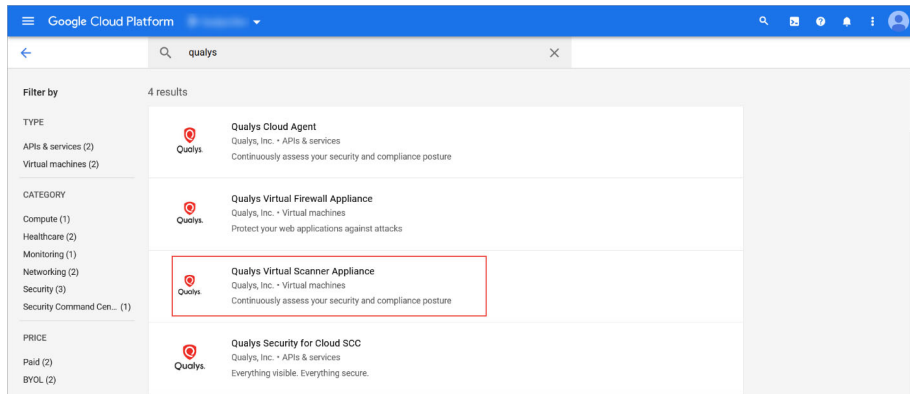 Google Cloud Platform
qualys
Filter by
4 results
TYPE
APIs & services (2)
Virtual machines (2)
CATEGORY
Compute (1)
Healthcare (2)
Monitoring (1)
Networking (2)
Security (3)
Security Command Cen... (1)
PRICE
Paid (2)
BYOL (2)
Qualys.
Qualys Cloud Agent
Qualys, Inc. • APIs & services
Continuously assess your security and compliance posture
Qualys.
Qualys Virtual Firewall Appliance
Qualys, Inc. • Virtual machines
Protect your web applications against attacks
Qualys.
Qualys Virtual Scanner Appliance
Qualys, Inc. • Virtual machines
Continuously assess your security and compliance posture
Qualys.
Qualys Security for Cloud SCC
Qualys, Inc. • APIs & services
Everything visible. Everything secure.